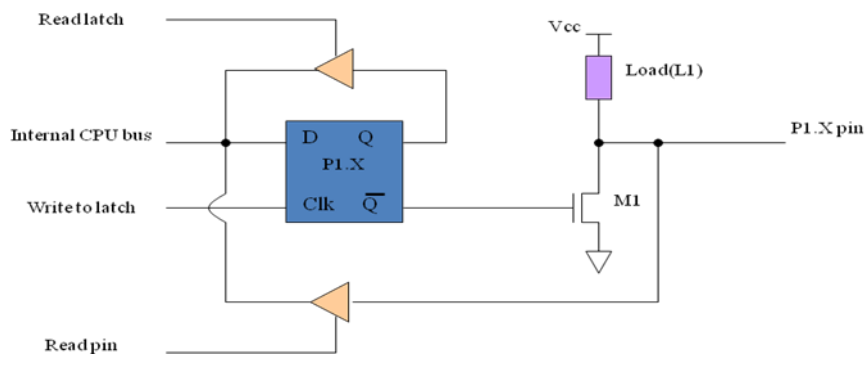 Read latch
Vcc
Load(L1)
Internal CPU bus
D Q
P1.X pin
P1.X
Write to latch
Clk Q̅
M1
Read pin